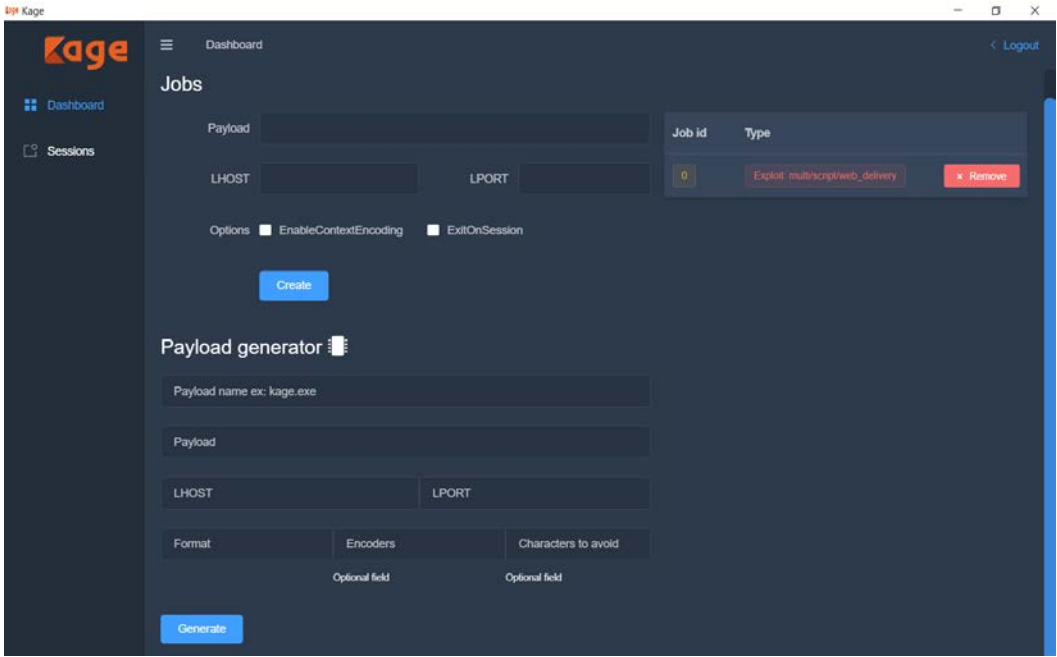 Kage Kage
Kage
Dashboard
Logout
Dashboard
Sessions
Jobs
Payload
LHOST
LPORT
Options
EnableContextEncoding
ExitOnSession
Create
Job id
Type
0
Exploit: multi/script/web_delivery
× Remove
Payload generator
Payload name ex: kage.exe
Payload
LHOST
LPORT
Format
Encoders
Characters to avoid
Optional field
Optional field
Generate